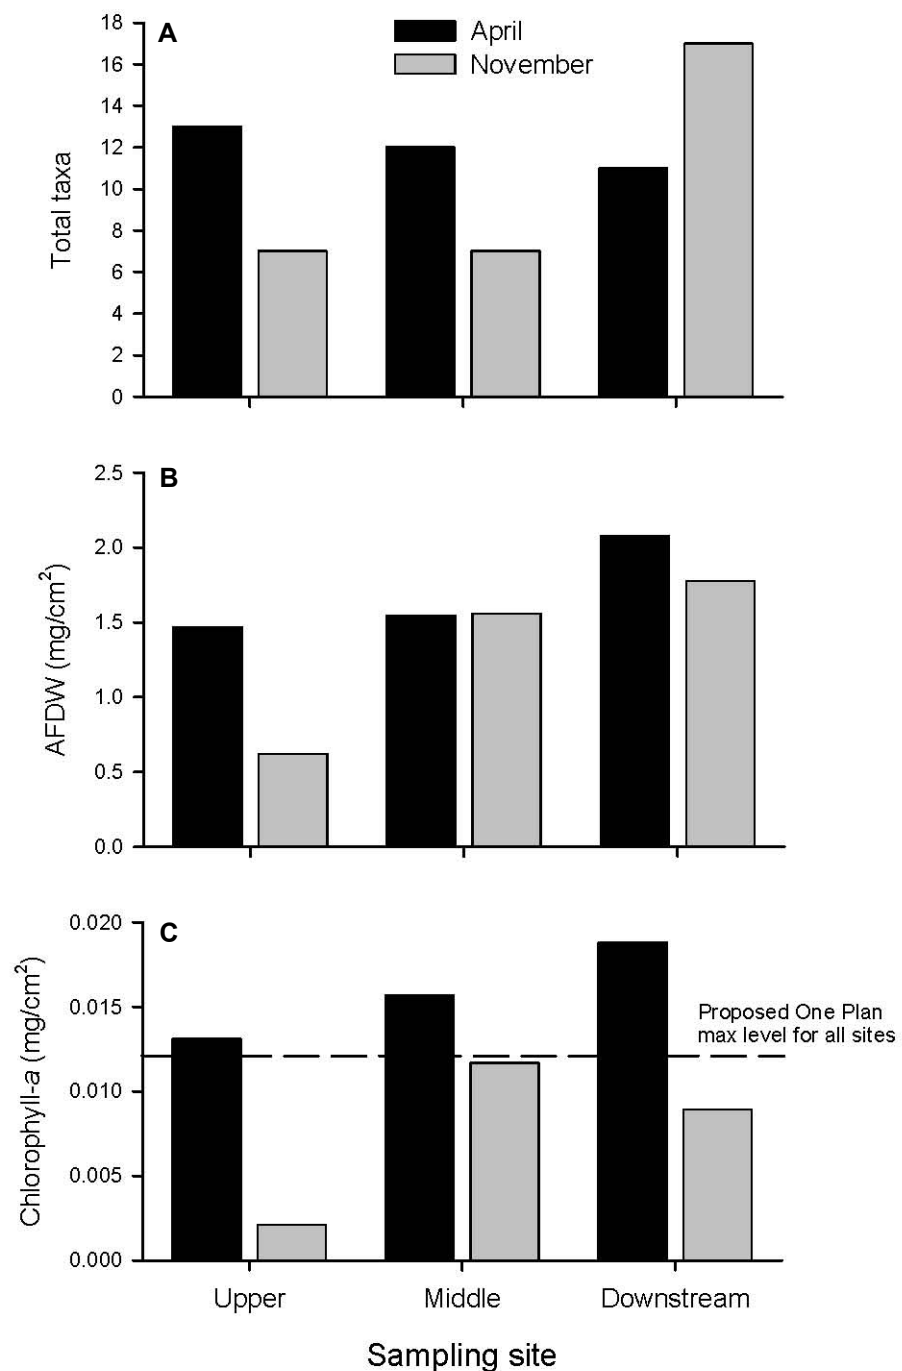 A
April
November
18
16
14
12
10
8
6
4
2
0
Total taxa
B
2.5
2.0
1.5
1.0
0.5
0.0
AFDW (mg/cm²)
C
0.020
0.015
0.010
0.005
0.000
Chlorophyll-a (mg/cm²)
Proposed One Plan
max level for all sites
Upper Middle Downstream
Sampling site